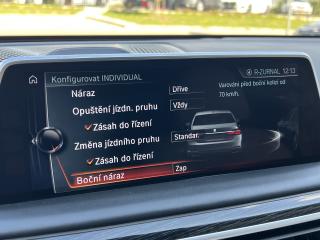 R-ZURNAL 12:13
Konfigurovat INDIVIDUAL
Náraz Dříve
Opuštění jízdn. pruhu Vždy
Zásah do řízení
Změna jízdního pruhu Standar.
Zásah do řízení
Boční náraz Zap
Varování před boční kolizí od
70 km/h.